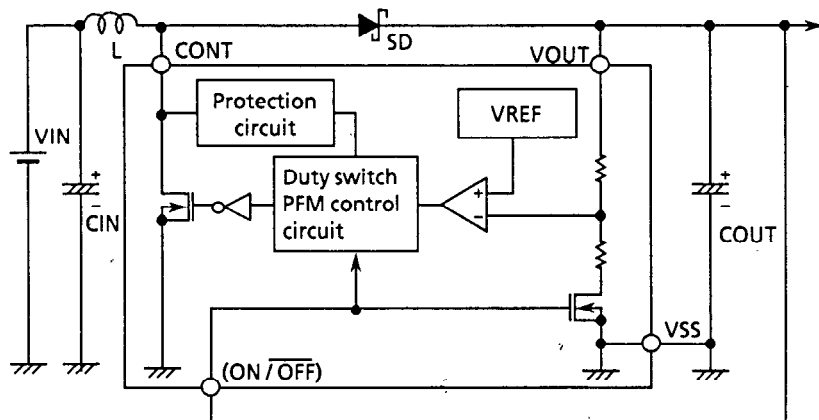 L
CONT
SD
VOUT
Protection
circuit
VREF
VIN
+
-
CIN
Duty switch
PFM control
circuit
+
-
+
-
COUT
VSS
(ON / OFF)